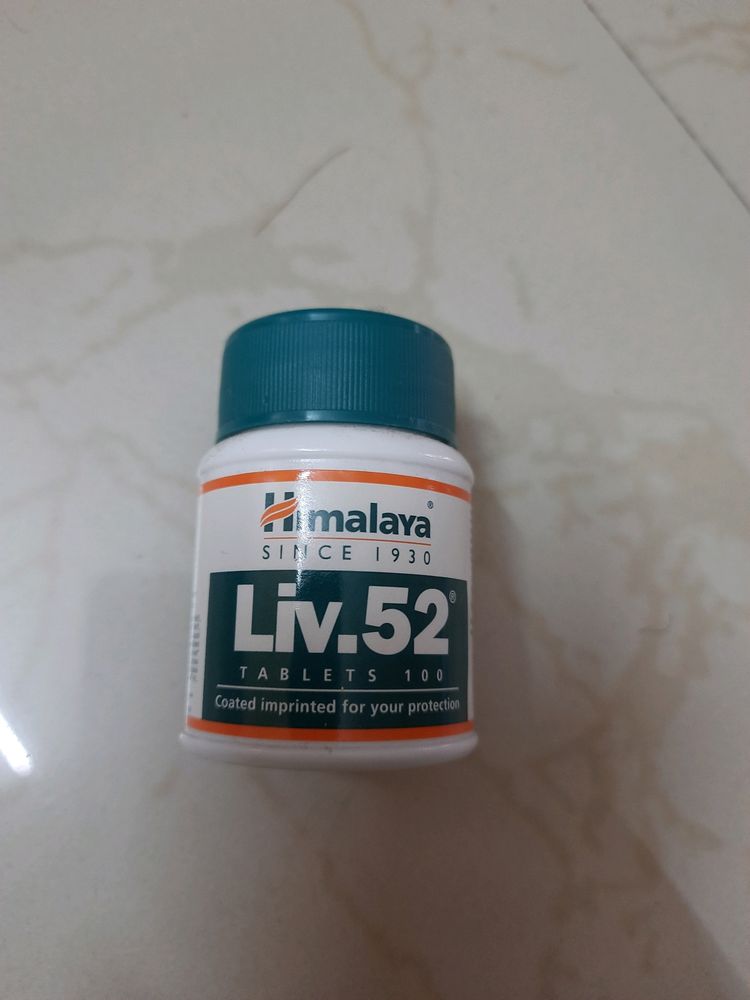 Himalaya®
SINCE 1930
Liv.52®
TABLETS 100
Coated imprinted for your protection